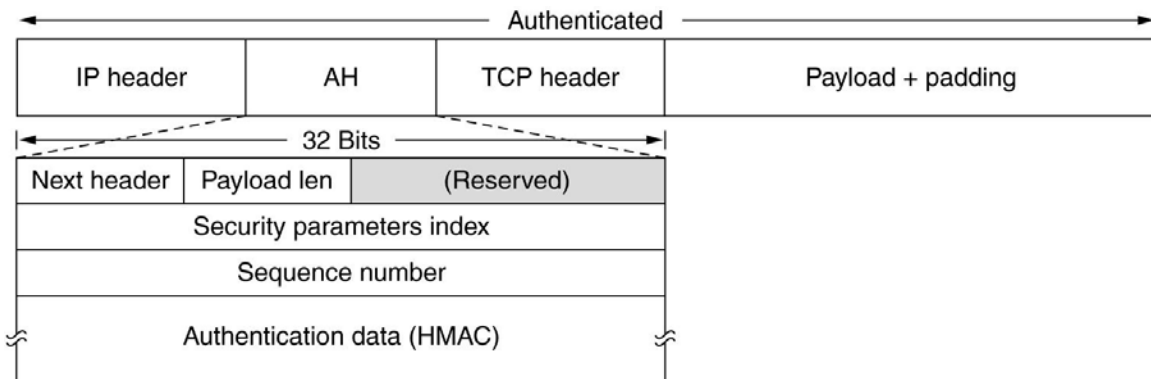 Authenticated
IP header AH TCP header Payload + padding
32 Bits
Next header Payload len (Reserved)
Security parameters index
Sequence number
Authentication data (HMAC)